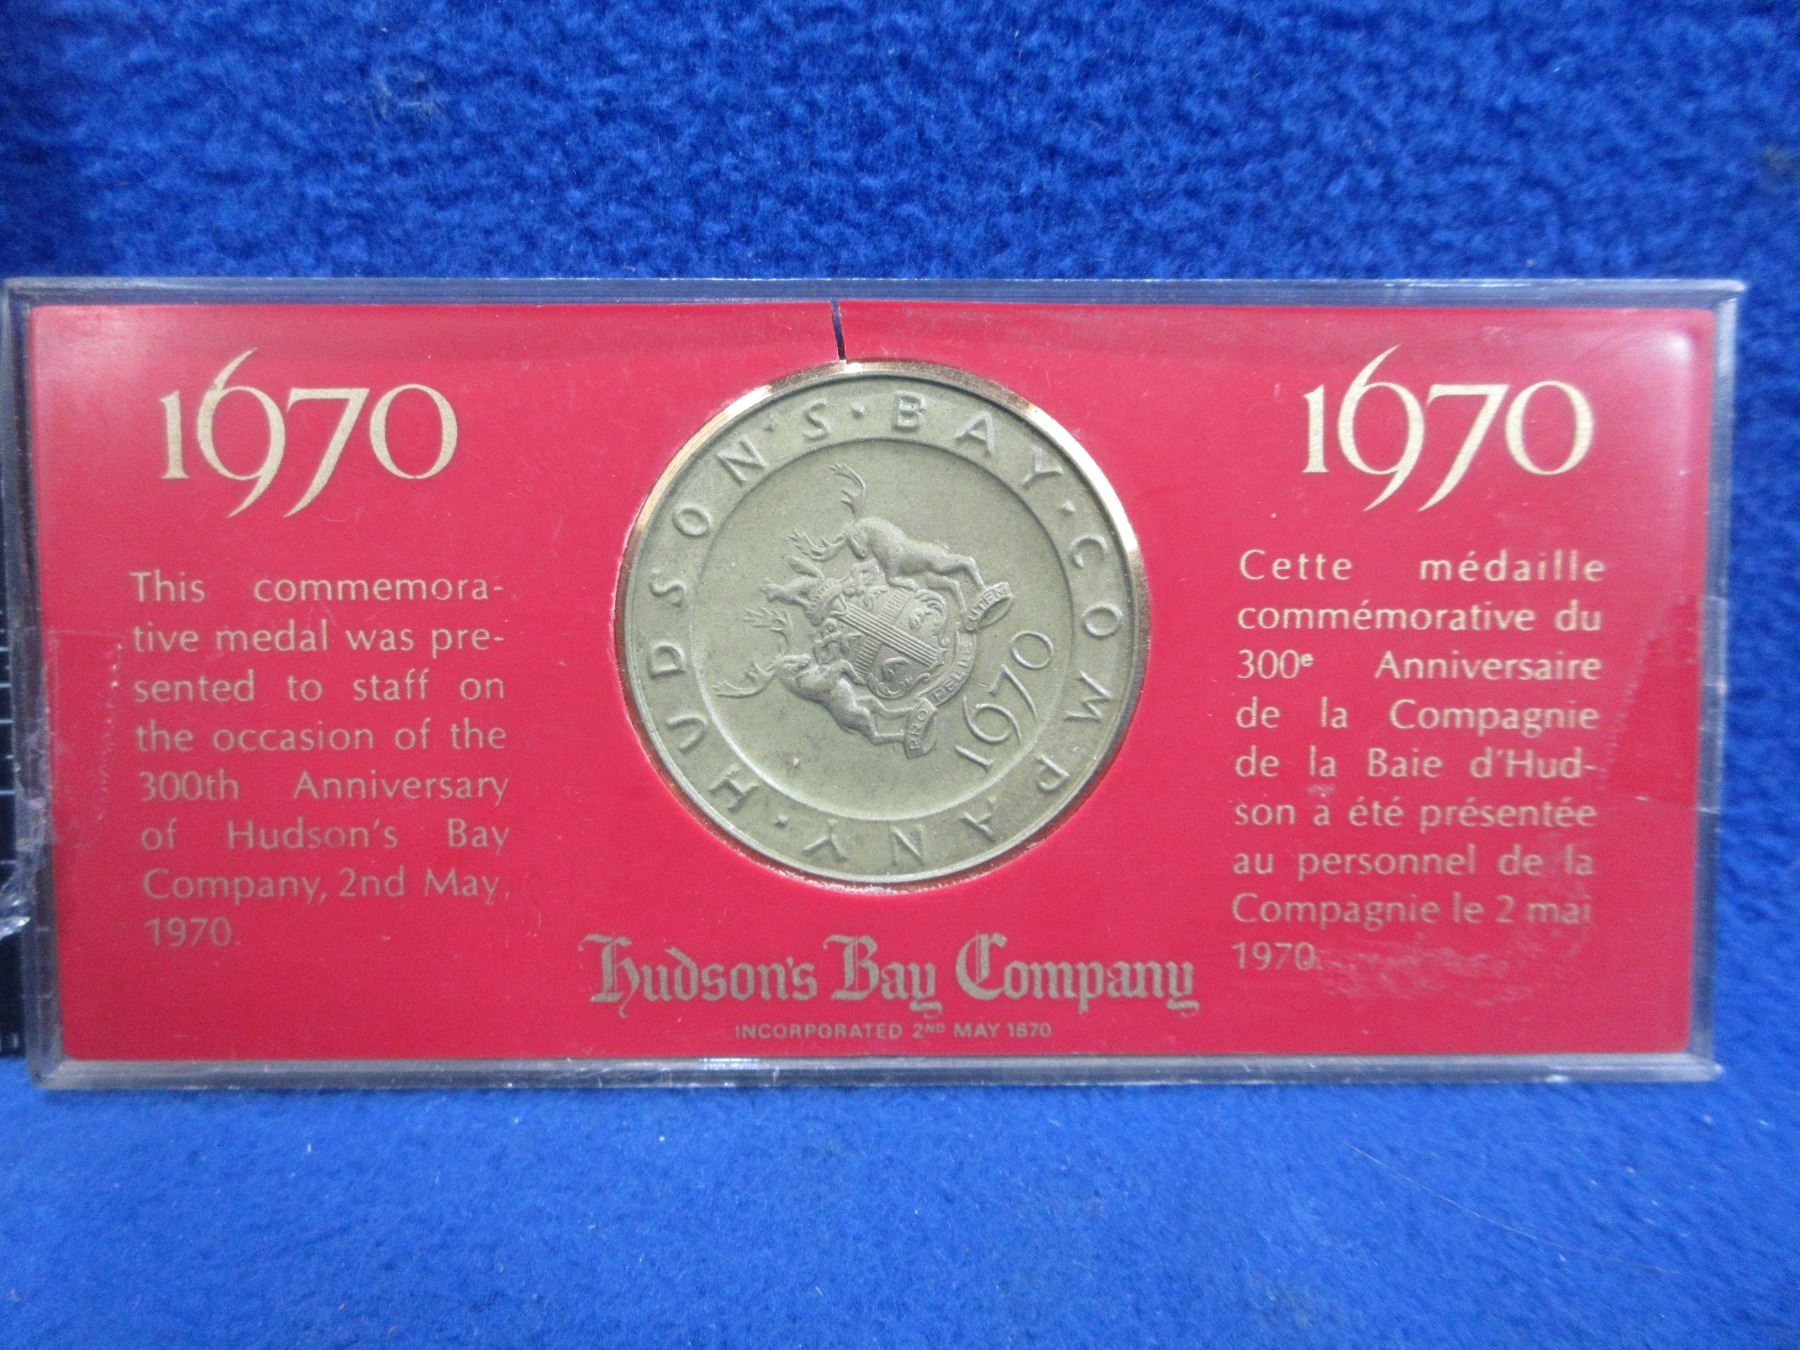 1670
This commemora-
tive medal was pre-
sented to staff on
the occasion of the
300th Anniversary
of Hudson's Bay
Company, 2nd May,
1970.
HUDSON'S · BAY · COMPANY ·
PRO PELLE CUTEM
1670
Hudson's Bay Company
INCORPORATED 2ND MAY 1670
1670
Cette médaille
commémorative du
300e Anniversaire
de la Compagnie
de la Baie d'Hud-
son a été présentée
au personnel de la
Compagnie le 2 mai
1970.